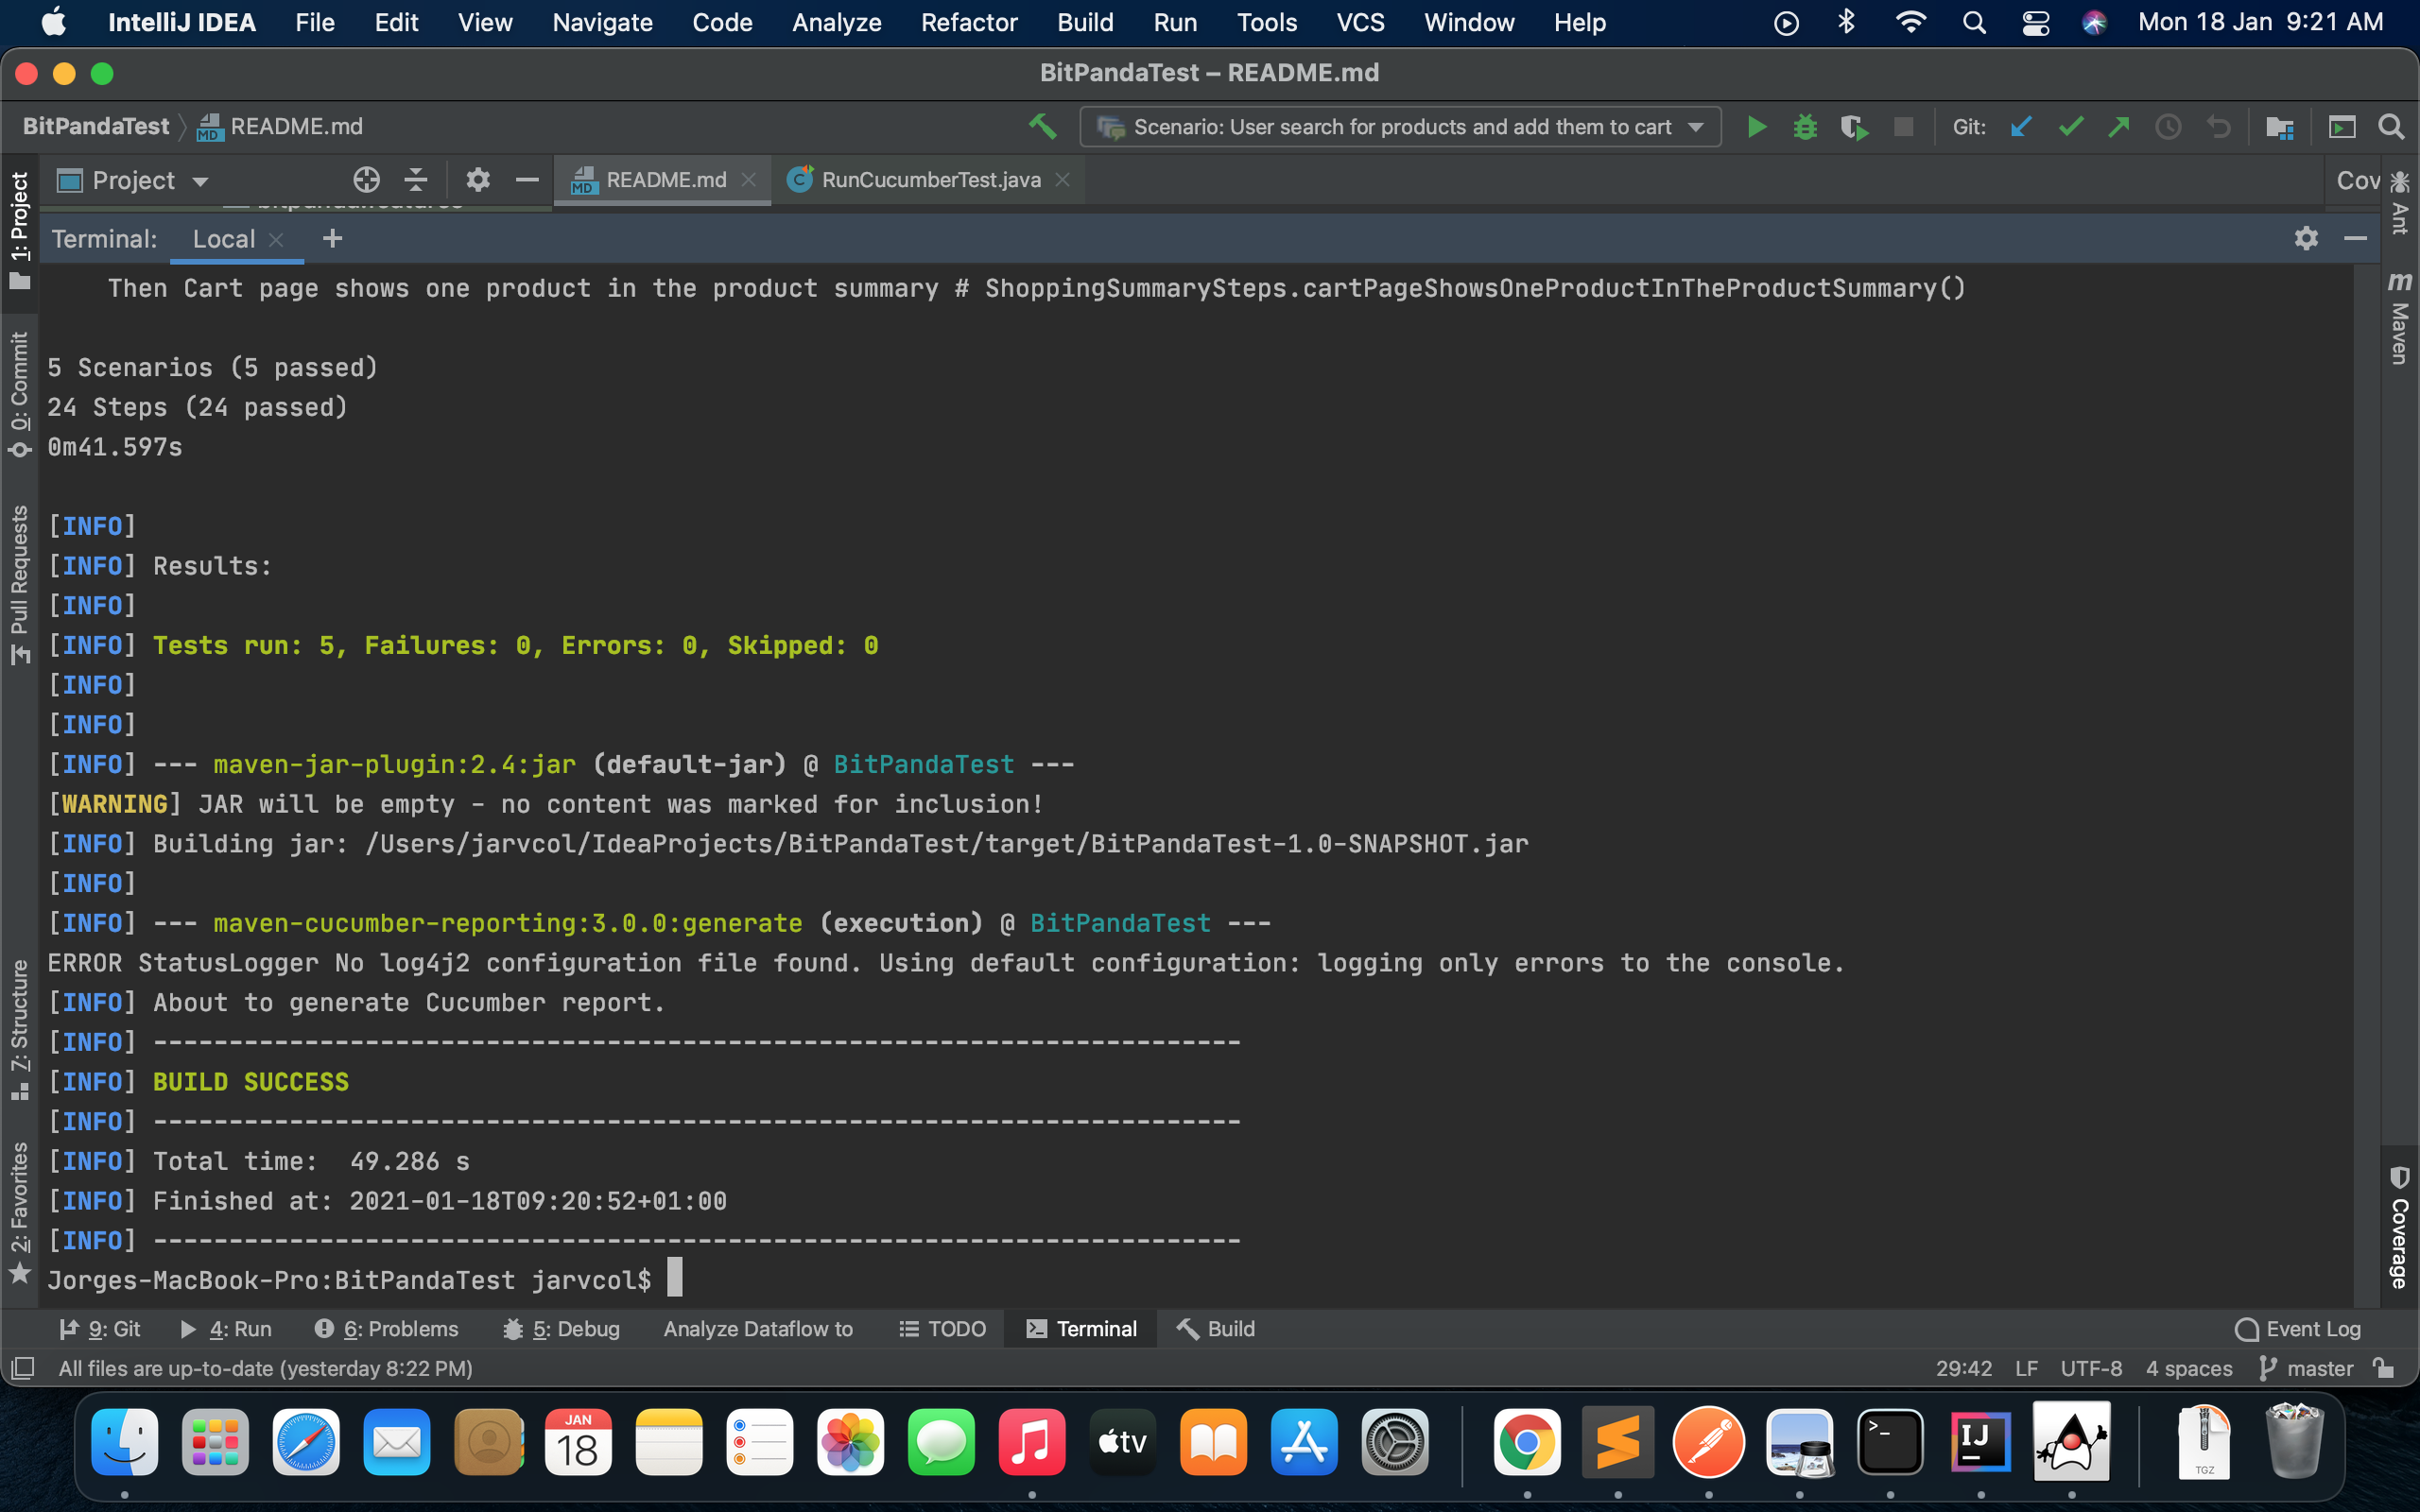 IntelliJ IDEA File Edit View Navigate Code Analyze Refactor Build Run Tools VCS Window Help Mon 18 Jan 9:21 AM
BitPandaTest – README.md
BitPandaTest README.md Scenario: User search for products and add them to cart Git:
Project README.md RunCucumberTest.java Cov
Terminal: Local +
Then Cart page shows one product in the product summary # ShoppingSummarySteps.cartPageShowsOneProductInTheProductSummary()
5 Scenarios (5 passed)
24 Steps (24 passed)
0m41.597s
[INFO]
[INFO] Results:
[INFO]
[INFO] Tests run: 5, Failures: 0, Errors: 0, Skipped: 0
[INFO]
[INFO]
[INFO] --- maven-jar-plugin:2.4:jar (default-jar) @ BitPandaTest ---
[WARNING] JAR will be empty - no content was marked for inclusion!
[INFO] Building jar: /Users/jarvcol/IdeaProjects/BitPandaTest/target/BitPandaTest-1.0-SNAPSHOT.jar
[INFO]
[INFO] --- maven-cucumber-reporting:3.0.0:generate (execution) @ BitPandaTest ---
ERROR StatusLogger No log4j2 configuration file found. Using default configuration: logging only errors to the console.
[INFO] About to generate Cucumber report.
[INFO] ------------------------------------------------------------------------
[INFO] BUILD SUCCESS
[INFO] ------------------------------------------------------------------------
[INFO] Total time:  49.286 s
[INFO] Finished at: 2021-01-18T09:20:52+01:00
[INFO] ------------------------------------------------------------------------
Jorges-MacBook-Pro:BitPandaTest jarvcol$
1: Project
0: Commit
Pull Requests
7: Structure
2: Favorites
Ant
m Maven
Coverage
9: Git 4: Run 6: Problems 5: Debug Analyze Dataflow to TODO Terminal Build Event Log
All files are up-to-date (yesterday 8:22 PM) 29:42 LF UTF-8 4 spaces master
JAN
18
tv
>_
IJ
TGZ